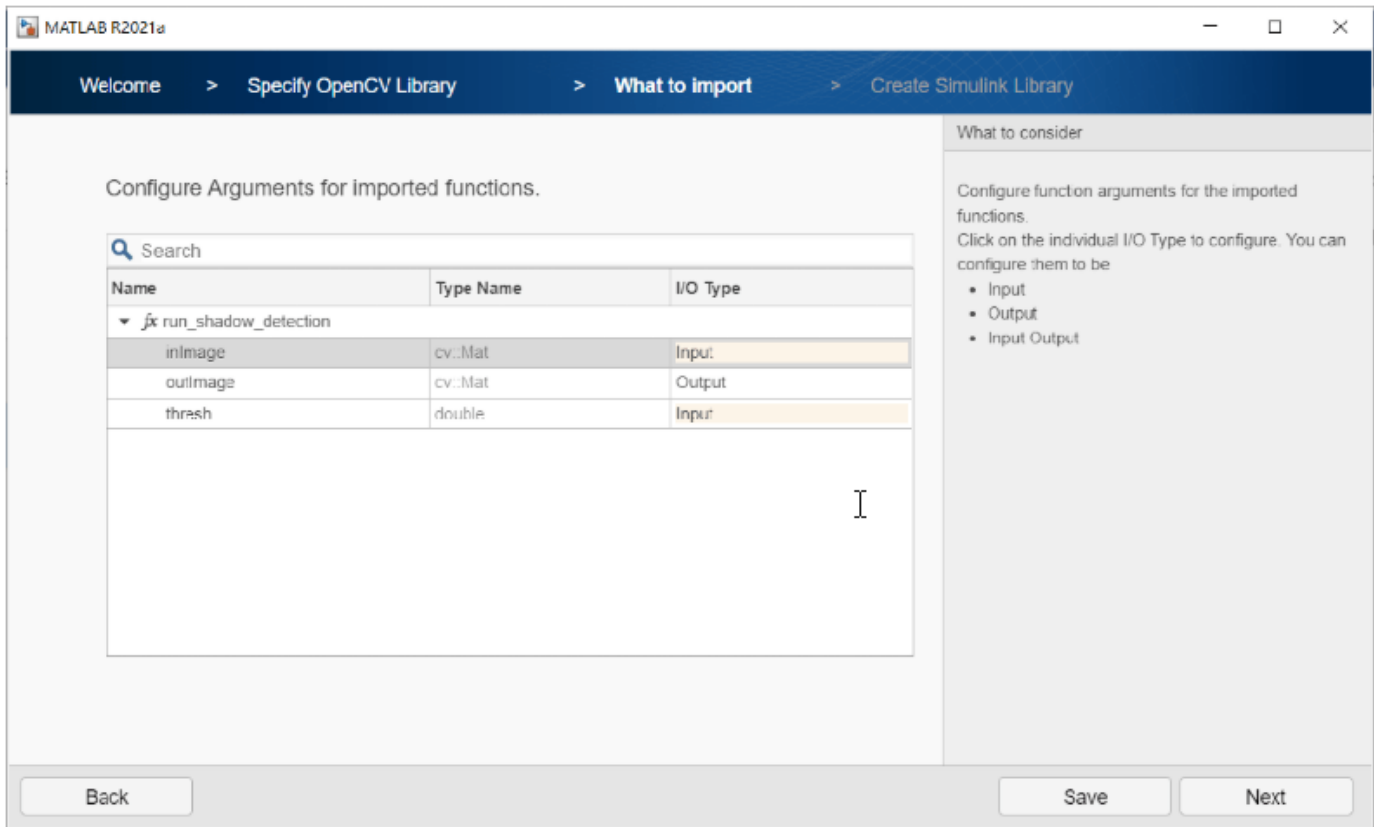 MATLAB R2021a
Welcome > Specify OpenCV Library > What to import > Create Simulink Library
Configure Arguments for imported functions.
Search
Name Type Name I/O Type
fx run_shadow_detection
inImage cv::Mat Input
outImage cv::Mat Output
thresh double Input
What to consider
Configure function arguments for the imported
functions.
Click on the individual I/O Type to configure. You can
configure them to be
• Input
• Output
• Input Output
Back Save Next